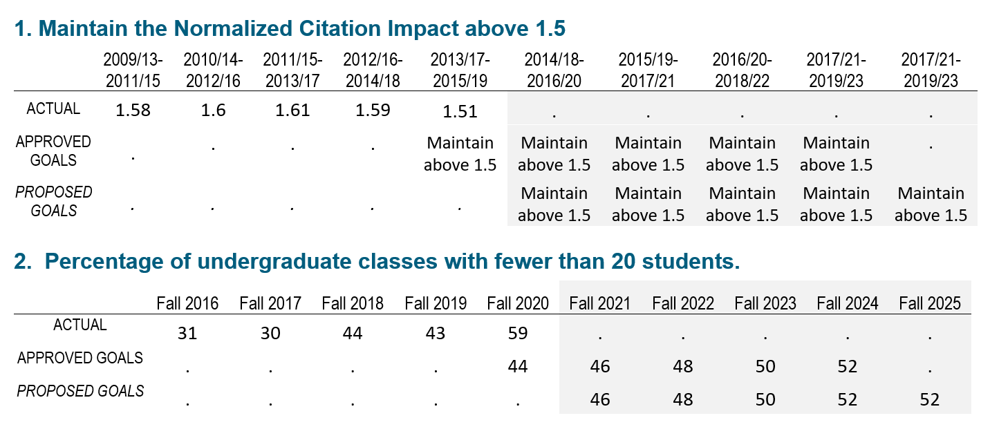 1. Maintain the Normalized Citation Impact above 1.5
2009/13- 2010/14- 2011/15- 2012/16- 2013/17- 2014/18- 2015/19- 2016/20- 2017/21- 2017/21-
2011/15 2012/16 2013/17 2014/18 2015/19 2016/20 2017/21 2018/22 2019/23 2019/23
ACTUAL 1.58 1.6 1.61 1.59 1.51 . . . . .
APPROVED . . . Maintain Maintain Maintain Maintain Maintain .
GOALS . above 1.5 above 1.5 above 1.5 above 1.5 above 1.5
PROPOSED Maintain Maintain Maintain Maintain Maintain
GOALS . . . . . above 1.5 above 1.5 above 1.5 above 1.5 above 1.5
2. Percentage of undergraduate classes with fewer than 20 students.
Fall 2016 Fall 2017 Fall 2018 Fall 2019 Fall 2020 Fall 2021 Fall 2022 Fall 2023 Fall 2024 Fall 2025
ACTUAL 31 30 44 43 59 . . . . .
APPROVED GOALS . . . . 44 46 48 50 52 .
PROPOSED GOALS . . . . . 46 48 50 52 52